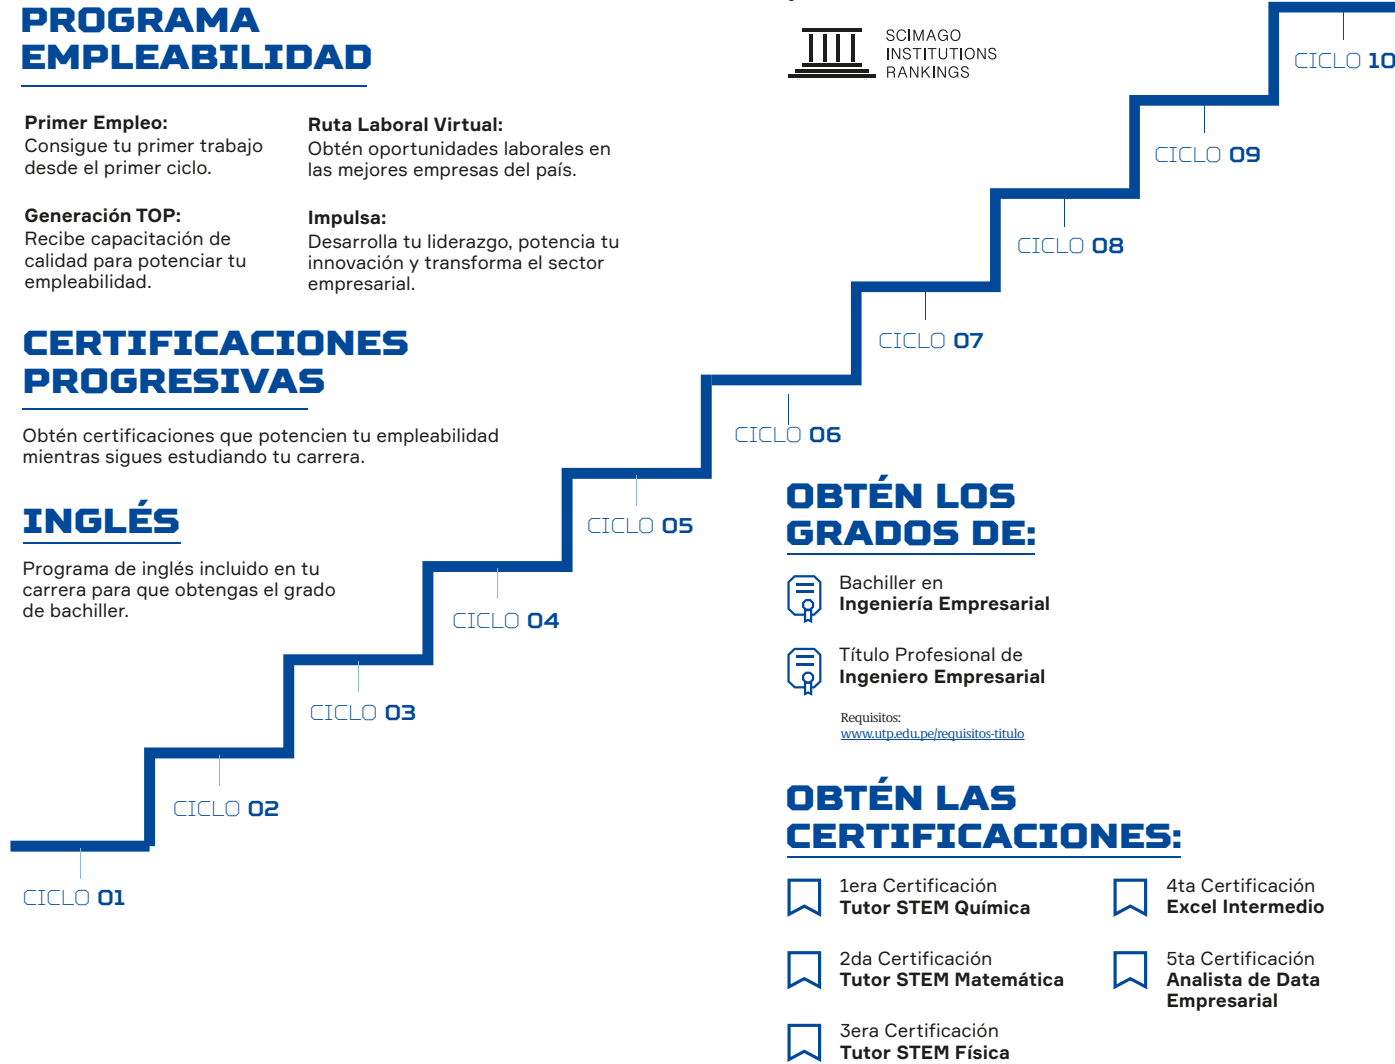 PROGRAMA
EMPLEABILIDAD
Primer Empleo:
Consigue tu primer trabajo
desde el primer ciclo.
Ruta Laboral Virtual:
Obtén oportunidades laborales en
las mejores empresas del país.
Generación TOP:
Recibe capacitación de
calidad para potenciar tu
empleabilidad.
Impulsa:
Desarrolla tu liderazgo, potencia tu
innovación y transforma el sector
empresarial.
CERTIFICACIONES
PROGRESIVAS
Obtén certificaciones que potencien tu empleabilidad
mientras sigues estudiando tu carrera.
INGLÉS
Programa de inglés incluido en tu
carrera para que obtengas el grado
de bachiller.
SCIMAGO
INSTITUTIONS
RANKINGS
CICLO 10
CICLO 09
CICLO 08
CICLO 07
CICLO 06
CICLO 05
CICLO 04
CICLO 03
CICLO 02
CICLO 01
OBTÉN LOS
GRADOS DE:
Bachiller en
Ingeniería Empresarial
Título Profesional de
Ingeniero Empresarial
Requisitos:
www.utp.edu.pe/requisitos-titulo
OBTÉN LAS
CERTIFICACIONES:
1era Certificación
Tutor STEM Química
2da Certificación
Tutor STEM Matemática
3era Certificación
Tutor STEM Física
4ta Certificación
Excel Intermedio
5ta Certificación
Analista de Data
Empresarial